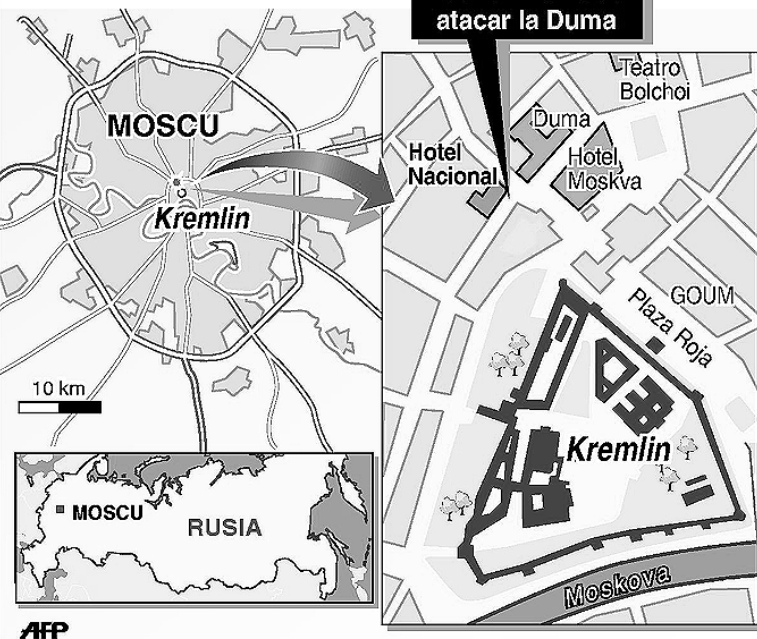 atacar la Duma
Teatro
Bolchoi
Duma
Hotel
Moskva
Hotel
Nacional
MOSCU
Kremlin
GOUM
Plaza Roja
10 km
Kremlin
MOSCU
RUSIA
Moskova
AFP